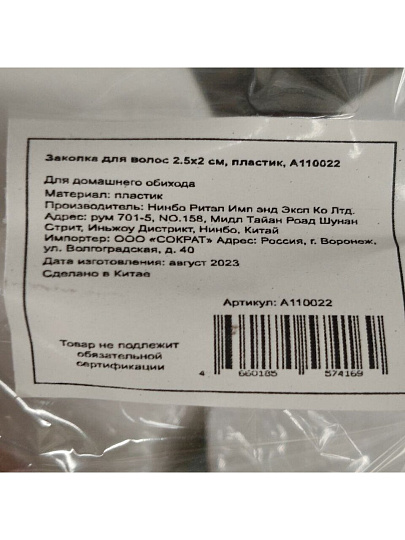 Заколка для волос 2.5х2 см, пластик, А110022
Для домашнего обихода
Материал: пластик
Производитель: Нинбо Ритэл Имп энд Эксп Ко Лтд.
Адрес: рум 701-5, NO.158, Мидл Тайан Роад Шунан
Стрит, Иньжоу Дистрикт, Нинбо, Китай
Импортер: ООО «СОКРАТ» Адрес: Россия, г. Воронеж,
ул. Волгоградская, д. 40
Дата изготовления: август 2023
Сделано в Китае
Артикул: А110022
Товар не подлежит
обязательной
сертификации
4 660185 574169